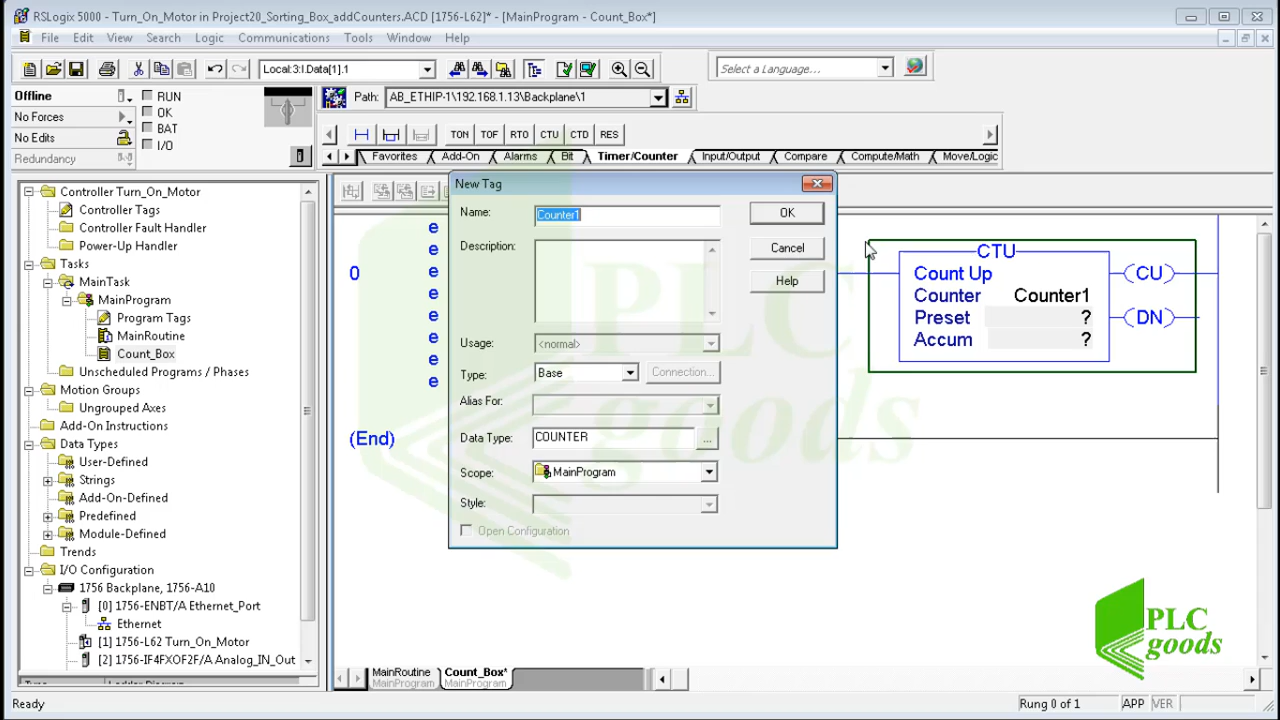 RSLogix 5000 - Turn_On_Motor in Project20_Sorting_Box_addCounters.ACD [1756-L62]* - [MainProgram - Count_Box*]
File Edit View Search Logic Communications Tools Window Help
Local:3:I.Data[1].1
Select a Language...
Offline
RUN
No Forces
OK
No Edits
BAT
Redundancy
I/O
Path: AB_ETHIP-1\192.168.1.13\Backplane\1
TON TOF RTO CTU CTD RES
Favorites Add-On Alarms Bit Timer/Counter Input/Output Compare Compute/Math Move/Logic
Controller Turn_On_Motor
Controller Tags
Controller Fault Handler
Power-Up Handler
Tasks
MainTask
MainProgram
Program Tags
MainRoutine
Count_Box
Unscheduled Programs / Phases
Motion Groups
Ungrouped Axes
Add-On Instructions
Data Types
User-Defined
Strings
Add-On-Defined
Predefined
Module-Defined
Trends
I/O Configuration
1756 Backplane, 1756-A10
[0] 1756-ENBT/A Ethernet_Port
Ethernet
[1] 1756-L62 Turn_On_Motor
[2] 1756-IF4FXOF2F/A Analog_IN_Out
New Tag
Name: Counter1
OK
Description:
Cancel
Help
Usage: <normal>
Type: Base
Connection...
Alias For:
Data Type: COUNTER
...
Scope: MainProgram
Style:
Open Configuration
0
e
e
e
e
e
e
e
e
(End)
CTU
Count Up
Counter Counter1
Preset ?
Accum ?
CU
DN
PLC
goods
PLC
goods
MainRoutine
MainProgram
Count_Box*
MainProgram
Ready
Rung 0 of 1
APP
VER